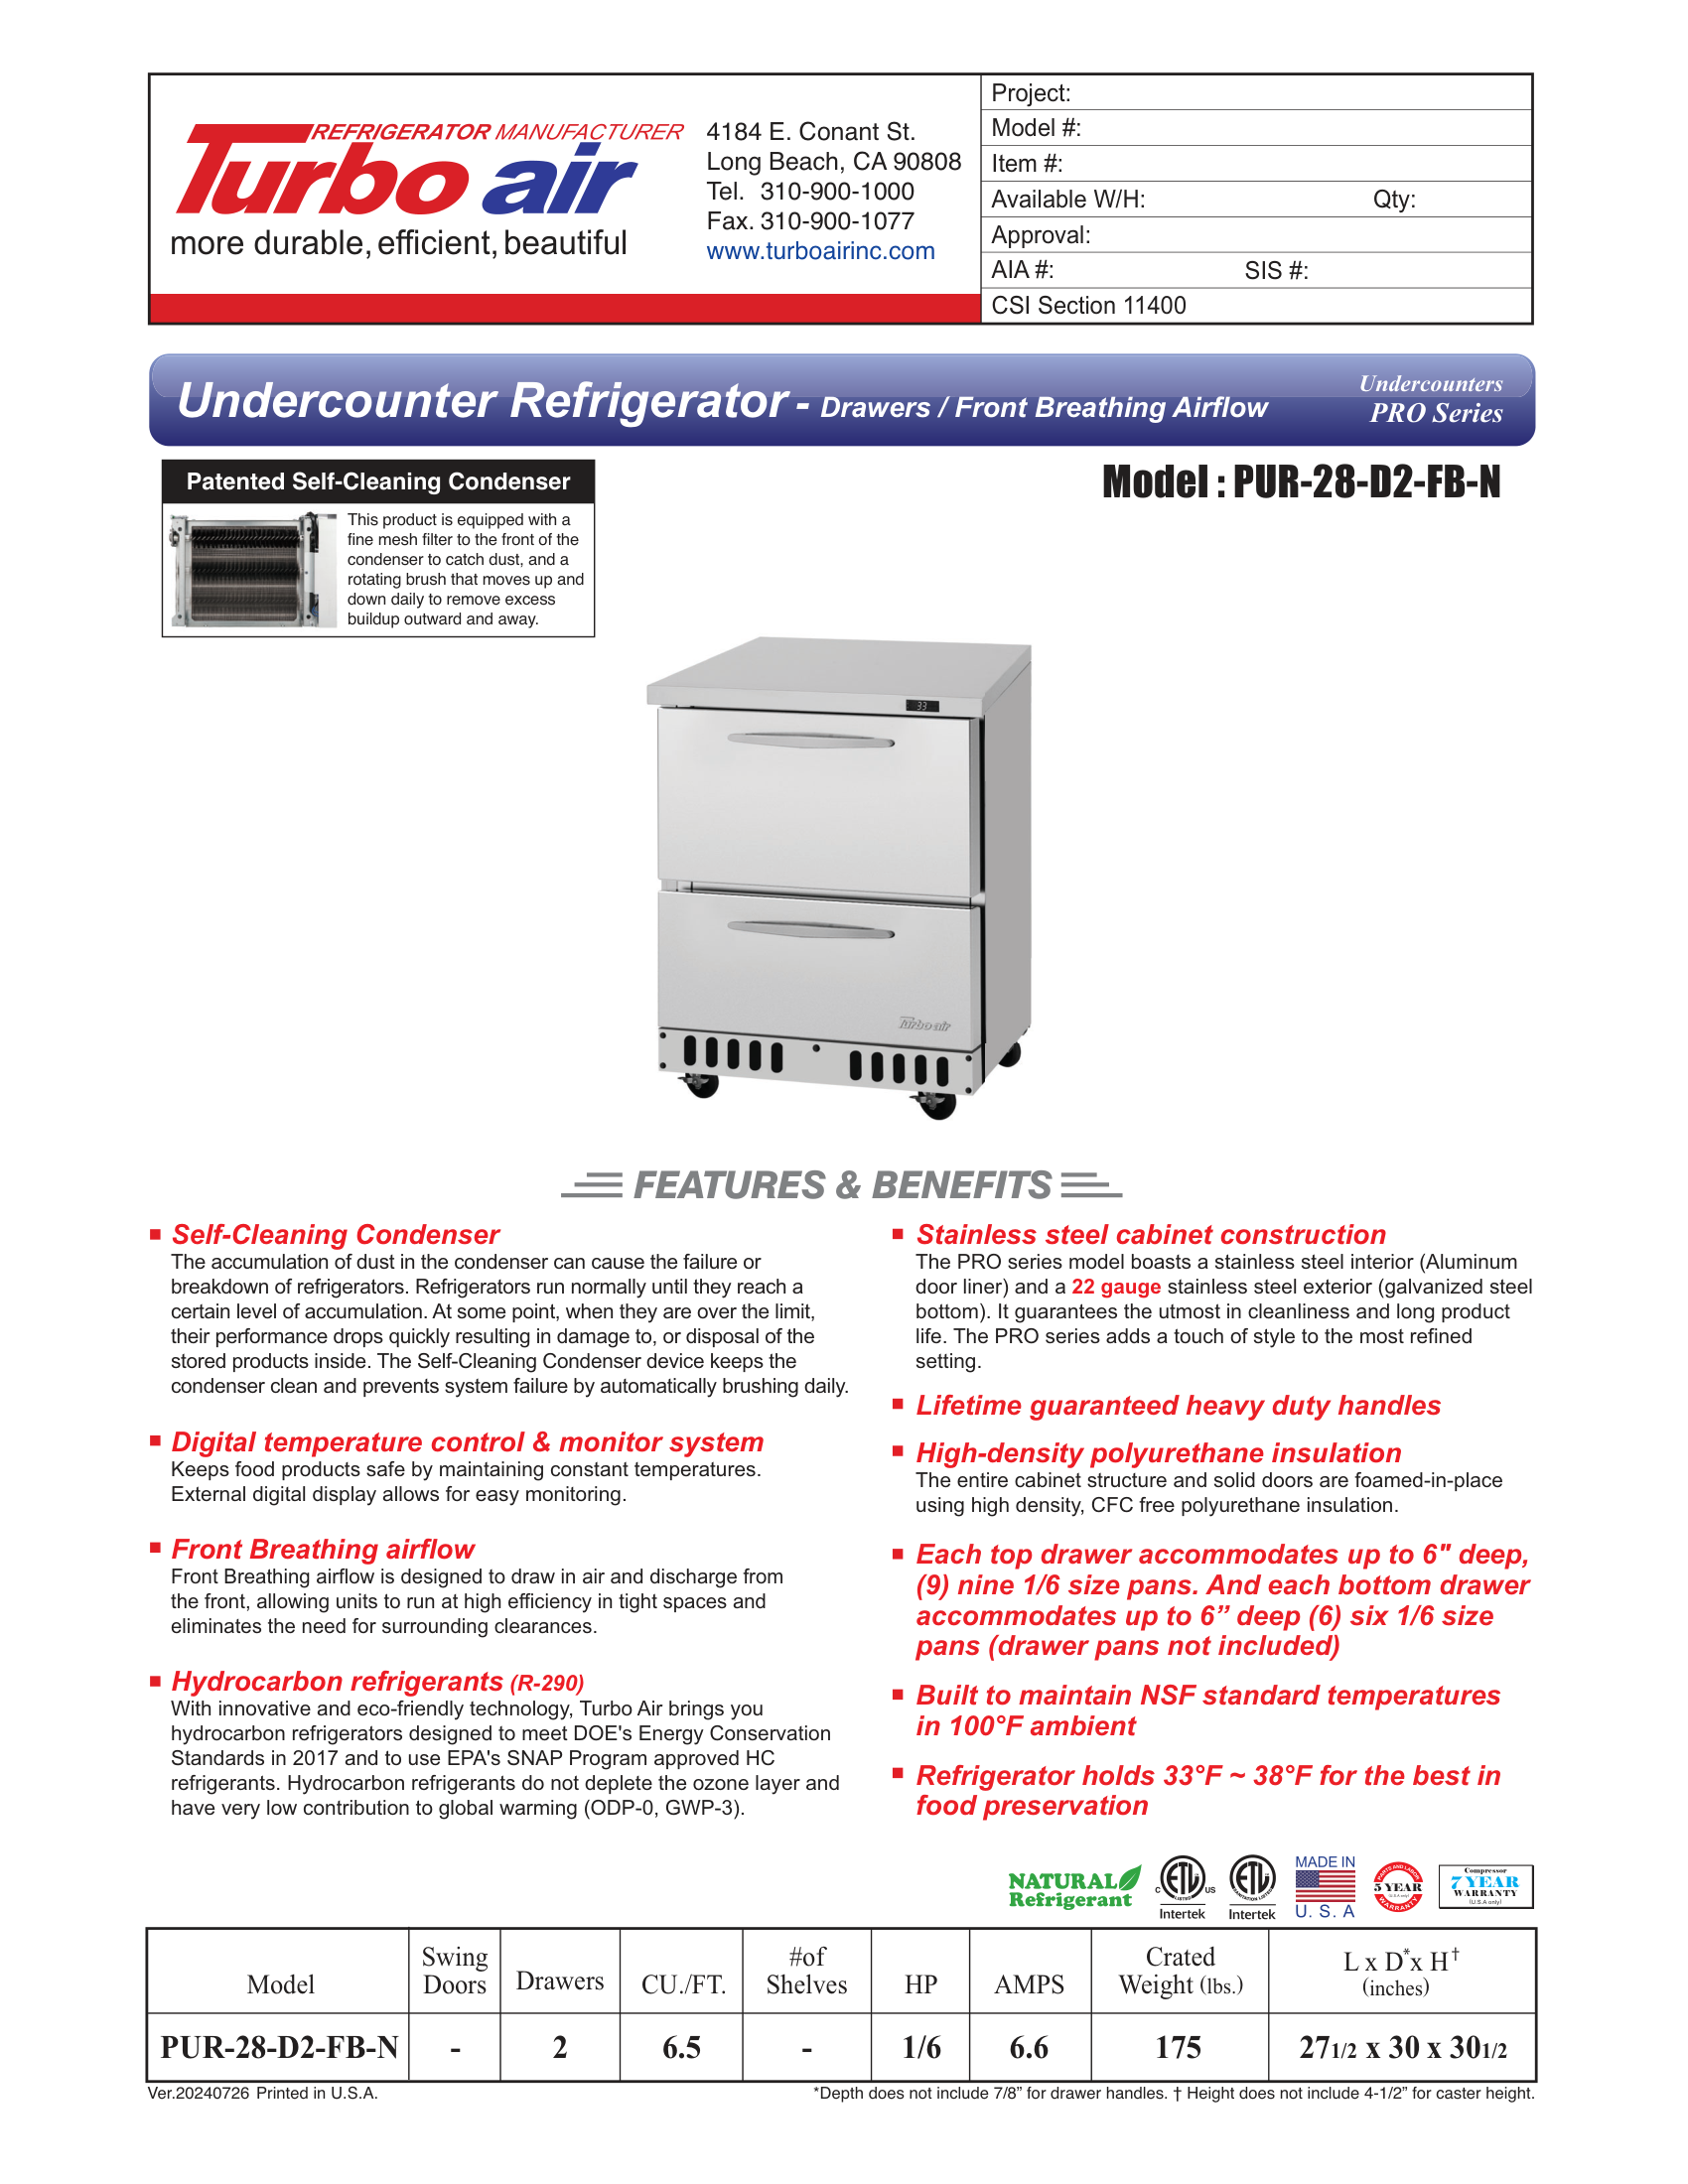 REFRIGERATOR MANUFACTURER
Turbo air
more durable, efficient, beautiful
4184 E. Conant St.
Long Beach, CA 90808
Tel. 310-900-1000
Fax. 310-900-1077
www.turboairinc.com
Project:
Model #:
Item #:
Available W/H: Qty:
Approval:
AIA #: SIS #:
CSI Section 11400
Undercounter Refrigerator - Drawers / Front Breathing Airflow
Undercounters
PRO Series
Patented Self-Cleaning Condenser
This product is equipped with a
fine mesh filter to the front of the
condenser to catch dust, and a
rotating brush that moves up and
down daily to remove excess
buildup outward and away.
Model : PUR-28-D2-FB-N
33
Turbo air
FEATURES & BENEFITS
■ Self-Cleaning Condenser
The accumulation of dust in the condenser can cause the failure or
breakdown of refrigerators. Refrigerators run normally until they reach a
certain level of accumulation. At some point, when they are over the limit,
their performance drops quickly resulting in damage to, or disposal of the
stored products inside. The Self-Cleaning Condenser device keeps the
condenser clean and prevents system failure by automatically brushing daily.
■ Digital temperature control & monitor system
Keeps food products safe by maintaining constant temperatures.
External digital display allows for easy monitoring.
■ Front Breathing airflow
Front Breathing airflow is designed to draw in air and discharge from
the front, allowing units to run at high efficiency in tight spaces and
eliminates the need for surrounding clearances.
■ Hydrocarbon refrigerants (R-290)
With innovative and eco-friendly technology, Turbo Air brings you
hydrocarbon refrigerators designed to meet DOE's Energy Conservation
Standards in 2017 and to use EPA's SNAP Program approved HC
refrigerants. Hydrocarbon refrigerants do not deplete the ozone layer and
have very low contribution to global warming (ODP-0, GWP-3).
■ Stainless steel cabinet construction
The PRO series model boasts a stainless steel interior (Aluminum
door liner) and a 22 gauge stainless steel exterior (galvanized steel
bottom). It guarantees the utmost in cleanliness and long product
life. The PRO series adds a touch of style to the most refined
setting.
■ Lifetime guaranteed heavy duty handles
■ High-density polyurethane insulation
The entire cabinet structure and solid doors are foamed-in-place
using high density, CFC free polyurethane insulation.
■ Each top drawer accommodates up to 6" deep,
(9) nine 1/6 size pans. And each bottom drawer
accommodates up to 6” deep (6) six 1/6 size
pans (drawer pans not included)
■ Built to maintain NSF standard temperatures
in 100°F ambient
■ Refrigerator holds 33°F ~ 38°F for the best in
food preservation
NATURAL
Refrigerant
C ETL US
LISTED
Intertek
ETL
SANITATION LISTED
Intertek
MADE IN
U. S. A
PARTS AND LABOR
5 YEAR
(U.S.A only)
WARRANTY
Compressor
7 YEAR
WARRANTY
(U.S.A only)
Model Swing Doors Drawers CU./FT. #of Shelves HP AMPS Crated Weight (lbs.) L x D* x H† (inches)
PUR-28-D2-FB-N - 2 6.5 - 1/6 6.6 175 27 1/2 x 30 x 30 1/2
Ver.20240726 Printed in U.S.A.
*Depth does not include 7/8” for drawer handles. † Height does not include 4-1/2” for caster height.